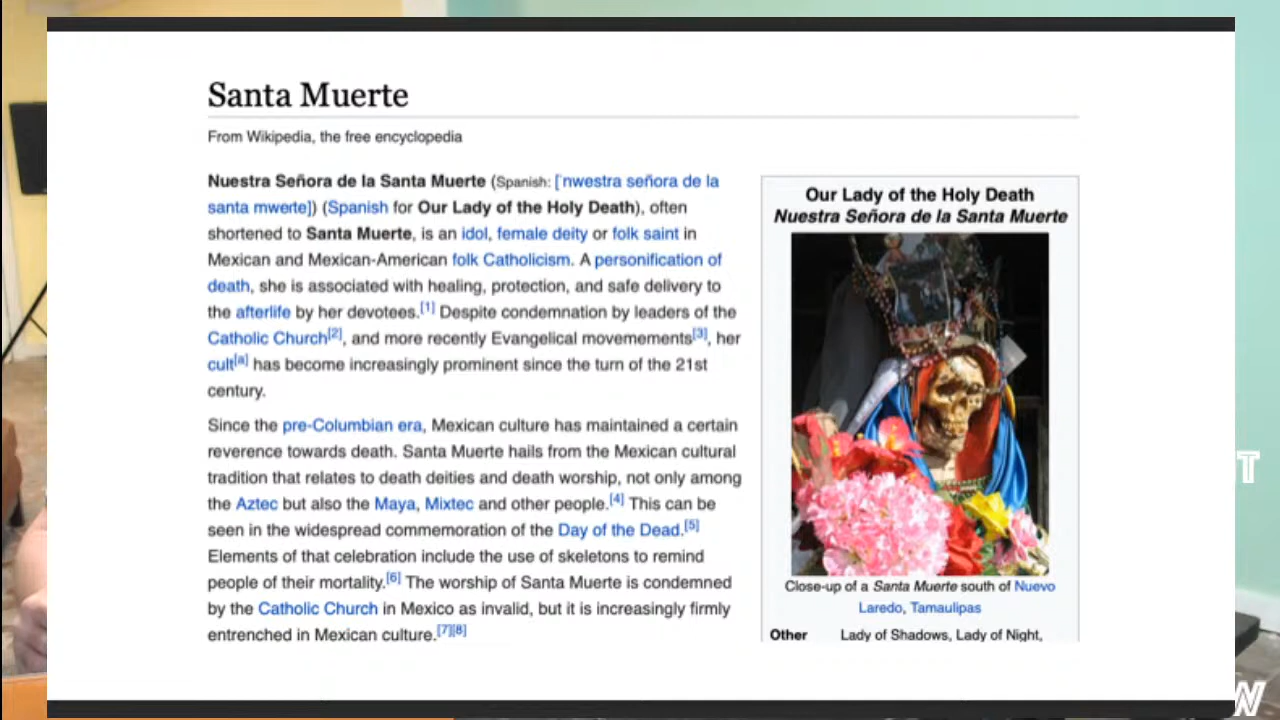 Santa Muerte
From Wikipedia, the free encyclopedia
Nuestra Señora de la Santa Muerte (Spanish: [ˈnwestra señora de la
santa mwerte]) (Spanish for Our Lady of the Holy Death), often
shortened to Santa Muerte, is an idol, female deity or folk saint in
Mexican and Mexican-American folk Catholicism. A personification of
death, she is associated with healing, protection, and safe delivery to
the afterlife by her devotees.[1] Despite condemnation by leaders of the
Catholic Church[2], and more recently Evangelical movemements[3], her
cult[a] has become increasingly prominent since the turn of the 21st
century.
Since the pre-Columbian era, Mexican culture has maintained a certain
reverence towards death. Santa Muerte hails from the Mexican cultural
tradition that relates to death deities and death worship, not only among
the Aztec but also the Maya, Mixtec and other people.[4] This can be
seen in the widespread commemoration of the Day of the Dead.[5]
Elements of that celebration include the use of skeletons to remind
people of their mortality.[6] The worship of Santa Muerte is condemned
by the Catholic Church in Mexico as invalid, but it is increasingly firmly
entrenched in Mexican culture.[7][8]
Our Lady of the Holy Death
Nuestra Señora de la Santa Muerte
Close-up of a Santa Muerte south of Nuevo
Laredo, Tamaulipas
Other Lady of Shadows, Lady of Night,
T
W